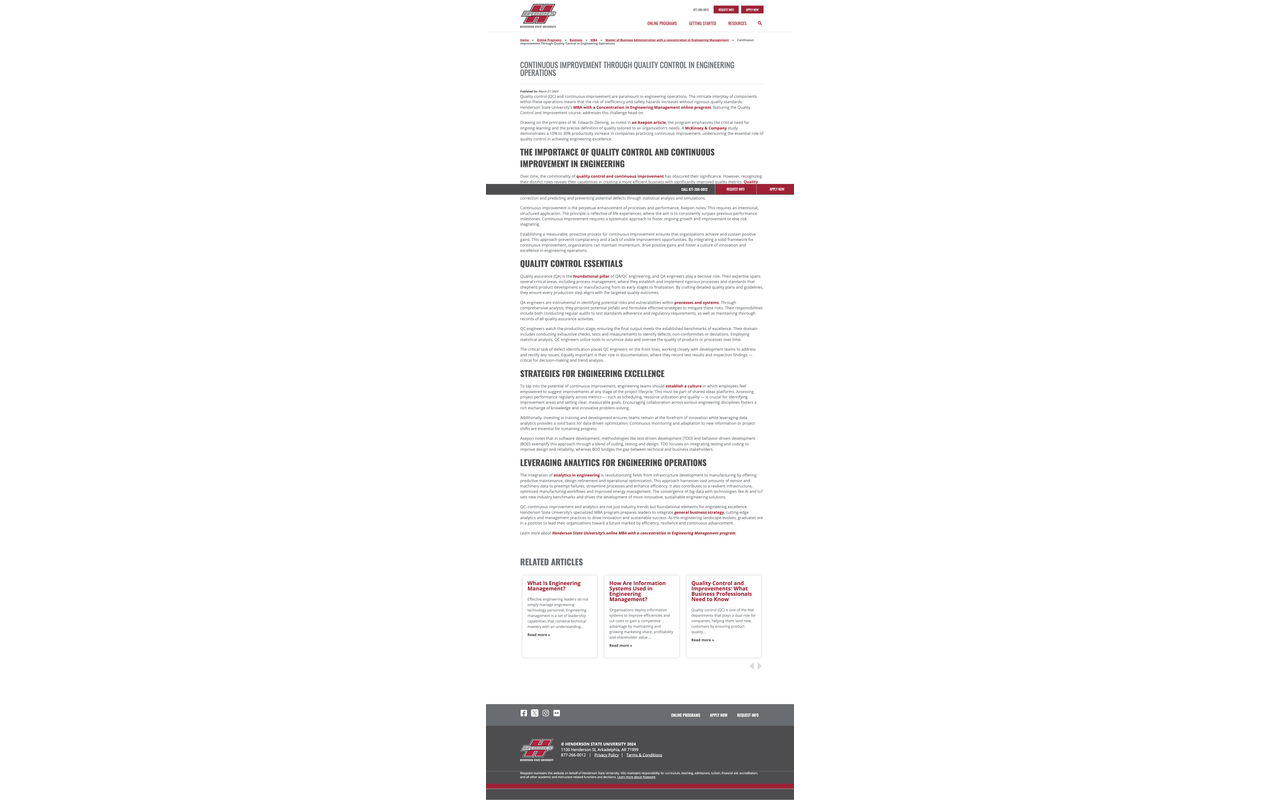 HENDERSON STATE UNIVERSITY
877-206-0012
REQUEST INFO
APPLY NOW
ONLINE PROGRAMS
GETTING STARTED
RESOURCES
Home » Online Programs » Business » MBA » Master of Business Administration with a concentration in Engineering Management » Continuous
Improvement Through Quality Control in Engineering Operations
CONTINUOUS IMPROVEMENT THROUGH QUALITY CONTROL IN ENGINEERING
OPERATIONS
Published On: March 27, 2024
Quality control (QC) and continuous improvement are paramount in engineering operations. The intricate interplay of components
within these operations means that the risk of inefficiency and safety hazards increases without rigorous quality standards.
Henderson State University's MBA with a Concentration in Engineering Management online program, featuring the Quality
Control and Improvement course, addresses this challenge head-on.
Drawing on the principles of W. Edwards Deming, as noted in an Axepon article, the program emphasizes the critical need for
ongoing learning and the precise definition of quality tailored to an organization's needs. A McKinsey & Company study
demonstrates a 10% to 30% productivity increase in companies practicing continuous improvement, underscoring the essential role of
quality control in achieving engineering excellence.
THE IMPORTANCE OF QUALITY CONTROL AND CONTINUOUS
IMPROVEMENT IN ENGINEERING
Over time, the commonality of quality control and continuous improvement has obscured their significance. However, recognizing
their distinct roles reveals their capabilities in creating a more efficient business with significantly improved quality metrics. Quality
CALL 877-206-0012
REQUEST INFO
APPLY NOW
correction and predicting and preventing potential defects through statistical analysis and simulations.
Continuous improvement is the perpetual enhancement of processes and performance, Axepon notes. This requires an intentional,
structured application. The principle is reflective of life experiences, where the aim is to consistently surpass previous performance
milestones. Continuous improvement requires a systematic approach to foster ongoing growth and improvement or else risk
stagnating.
Establishing a measurable, proactive process for continuous improvement ensures that organizations achieve and sustain positive
gains. This approach prevents complacency and a lack of visible improvement opportunities. By integrating a solid framework for
continuous improvement, organizations can maintain momentum, drive positive gains and foster a culture of innovation and
excellence in engineering operations.
QUALITY CONTROL ESSENTIALS
Quality assurance (QA) is the foundational pillar of QA/QC engineering, and QA engineers play a decisive role. Their expertise spans
several critical areas, including process management, where they establish and implement rigorous processes and standards that
shepherd product development or manufacturing from its early stages to finalization. By crafting detailed quality plans and guidelines,
they ensure every production step aligns with the targeted quality outcomes.
QA engineers are instrumental in identifying potential risks and vulnerabilities within processes and systems. Through
comprehensive analysis, they pinpoint potential pitfalls and formulate effective strategies to mitigate these risks. Their responsibilities
include both conducting regular audits to test standards adherence and regulatory requirements, as well as maintaining thorough
records of all quality assurance activities.
QC engineers watch the production stage, ensuring the final output meets the established benchmarks of excellence. Their domain
includes conducting exhaustive checks, tests and measurements to identify defects, non-conformities or deviations. Employing
statistical analysis, QC engineers utilize tools to scrutinize data and oversee the quality of products or processes over time.
The critical task of defect identification places QC engineers on the front lines, working closely with development teams to address
and rectify any issues. Equally important is their role in documentation, where they record test results and inspection findings —
critical for decision-making and trend analysis.
STRATEGIES FOR ENGINEERING EXCELLENCE
To tap into the potential of continuous improvement, engineering teams should establish a culture in which employees feel
empowered to suggest improvements at any stage of the project lifecycle. This must be part of shared ideas platforms. Assessing
project performance regularly across metrics — such as scheduling, resource utilization and quality — is crucial for identifying
improvement areas and setting clear, measurable goals. Encouraging collaboration across various engineering disciplines fosters a
rich exchange of knowledge and innovative problem-solving.
Additionally, investing in training and development ensures teams remain at the forefront of innovation while leveraging data
analytics provides a solid basis for data-driven optimization. Continuous monitoring and adaptation to new information or project
shifts are essential for sustaining progress.
Axepon notes that in software development, methodologies like test-driven development (TDD) and behavior-driven development
(BDD) exemplify this approach through a blend of coding, testing and design. TDD focuses on integrating testing and coding to
improve design and reliability, whereas BDD bridges the gap between technical and business stakeholders.
LEVERAGING ANALYTICS FOR ENGINEERING OPERATIONS
The integration of analytics in engineering is revolutionizing fields from infrastructure development to manufacturing by offering
predictive maintenance, design refinement and operational optimization. This approach harnesses vast amounts of sensor and
machinery data to preempt failures, streamline processes and enhance efficiency. It also contributes to a resilient infrastructure,
optimized manufacturing workflows and improved energy management. The convergence of big data with technologies like AI and IoT
sets new industry benchmarks and drives the development of more innovative, sustainable engineering solutions.
QC, continuous improvement and analytics are not just industry trends but foundational elements for engineering excellence.
Henderson State University's specialized MBA program prepares leaders to integrate general business strategy, cutting-edge
analytics and management practices to drive innovation and sustainable success. As the engineering landscape evolves, graduates are
in a position to lead their organizations toward a future marked by efficiency, resilience and continuous advancement.
Learn more about Henderson State University's online MBA with a concentration in Engineering Management program.
RELATED ARTICLES
What Is Engineering
Management?
Effective engineering leaders do not
simply manage engineering
technology personnel. Engineering
management is a set of leadership
capabilities that combine technical
mastery with an understanding...
Read more »
How Are Information
Systems Used in
Engineering
Management?
"Organizations deploy information
systems to improve efficiencies and
cut costs to gain a competitive
advantage by maintaining and
growing marketing share, profitability
and shareholder value...
Read more »
Quality Control and
Improvements: What
Business Professionals
Need to Know
Quality control (QC) is one of the few
departments that plays a dual role for
companies, helping them land new
customers by ensuring product
quality...
Read more »
ONLINE PROGRAMS
APPLY NOW
REQUEST INFO
HENDERSON STATE UNIVERSITY
© HENDERSON STATE UNIVERSITY 2024
1100 Henderson St, Arkadelphia, AR 71999
877-206-0012 | Privacy Policy | Terms & Conditions
Risepoint maintains this website on behalf of Henderson State University. HSU maintains responsibility for curriculum, teaching, admissions, tuition, financial aid, accreditation,
and all other academic and instruction-related functions and decisions. Learn more about Risepoint.